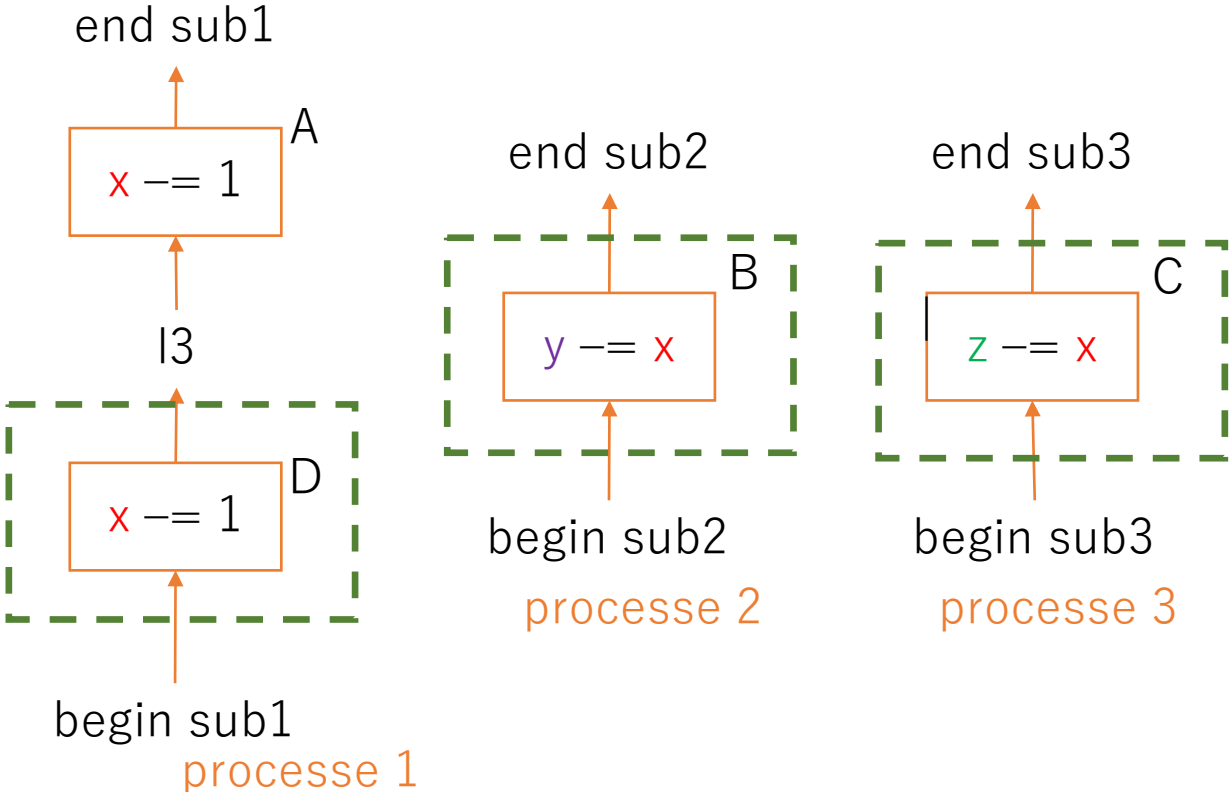 end sub1
A
x −= 1
l3
D
x −= 1
begin sub1
processe 1
end sub2
B
y −= x
begin sub2
processe 2
end sub3
C
z −= x
begin sub3
processe 3